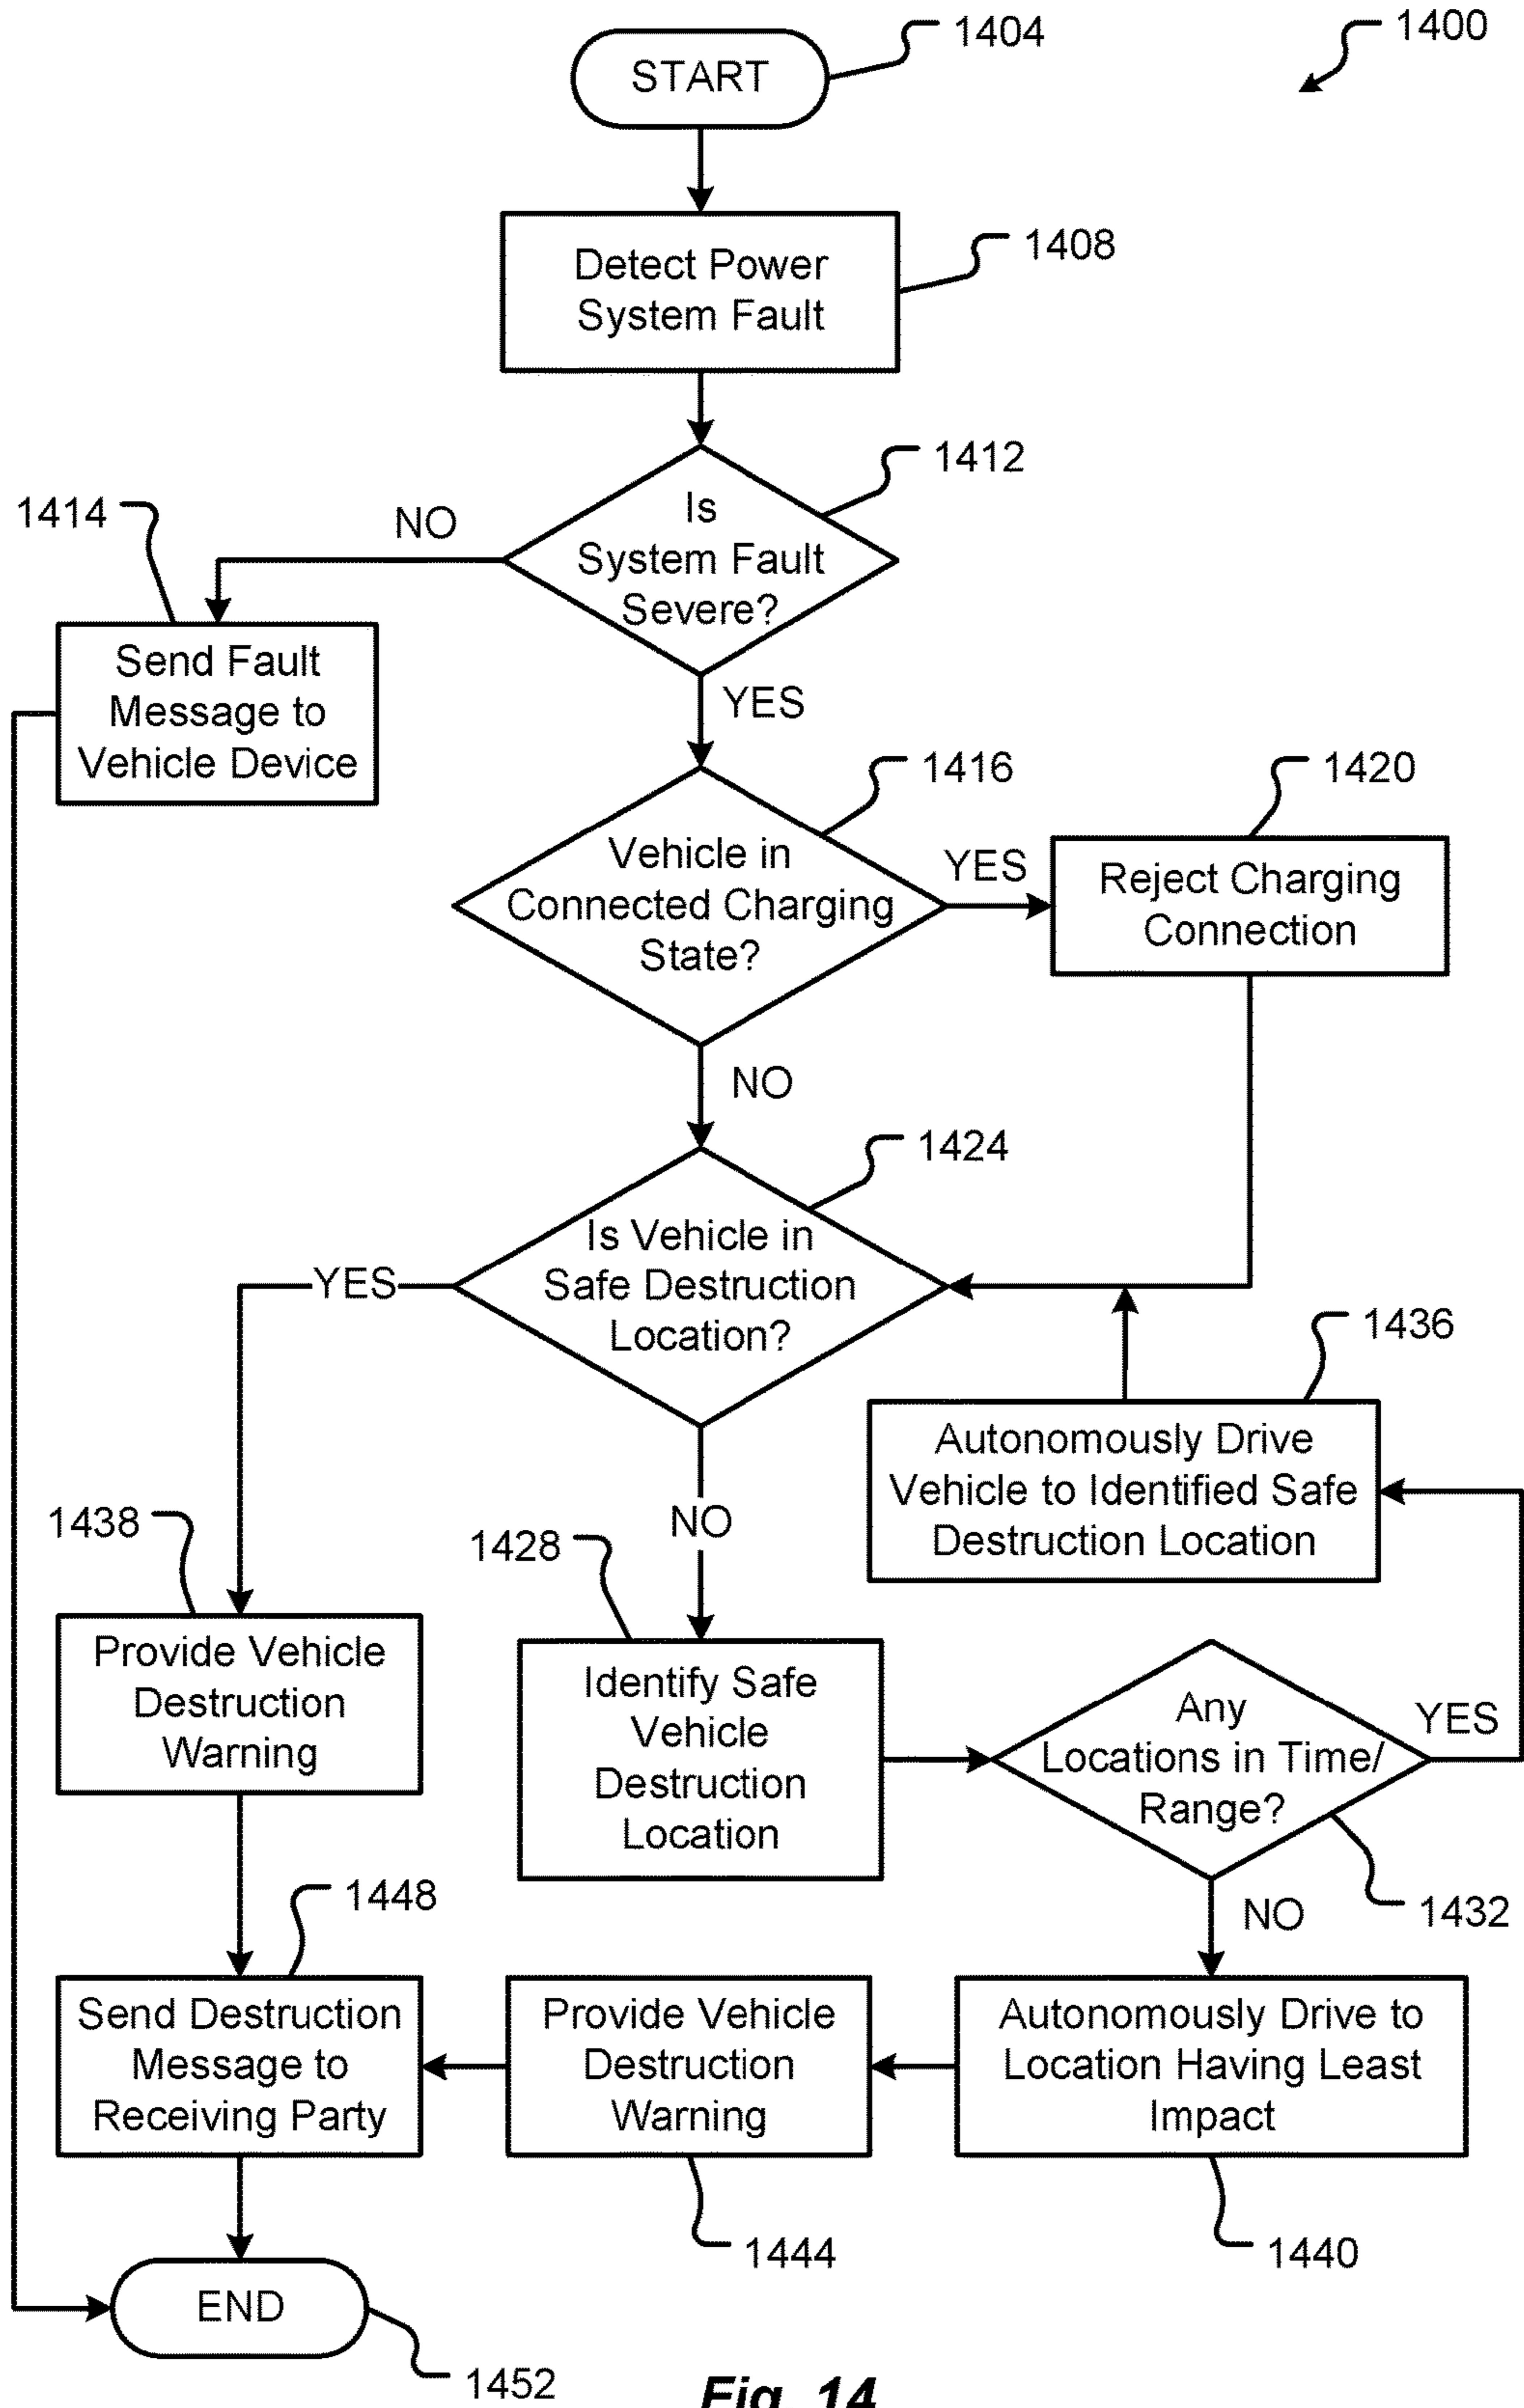 1400
START
1404
Detect Power
System Fault
1408
Is
System Fault
Severe?
1412
NO
1414
Send Fault
Message to
Vehicle Device
YES
Vehicle in
Connected Charging
State?
1416
YES
1420
Reject Charging
Connection
NO
1424
Is Vehicle in
Safe Destruction
Location?
YES
1436
Autonomously Drive
Vehicle to Identified Safe
Destruction Location
NO
1438
Provide Vehicle
Destruction
Warning
1428
Identify Safe
Vehicle
Destruction
Location
Any
Locations in Time/
Range?
YES
1432
NO
1448
Send Destruction
Message to
Receiving Party
Provide Vehicle
Destruction
Warning
1444
Autonomously Drive to
Location Having Least
Impact
1440
END
1452
Fig. 14